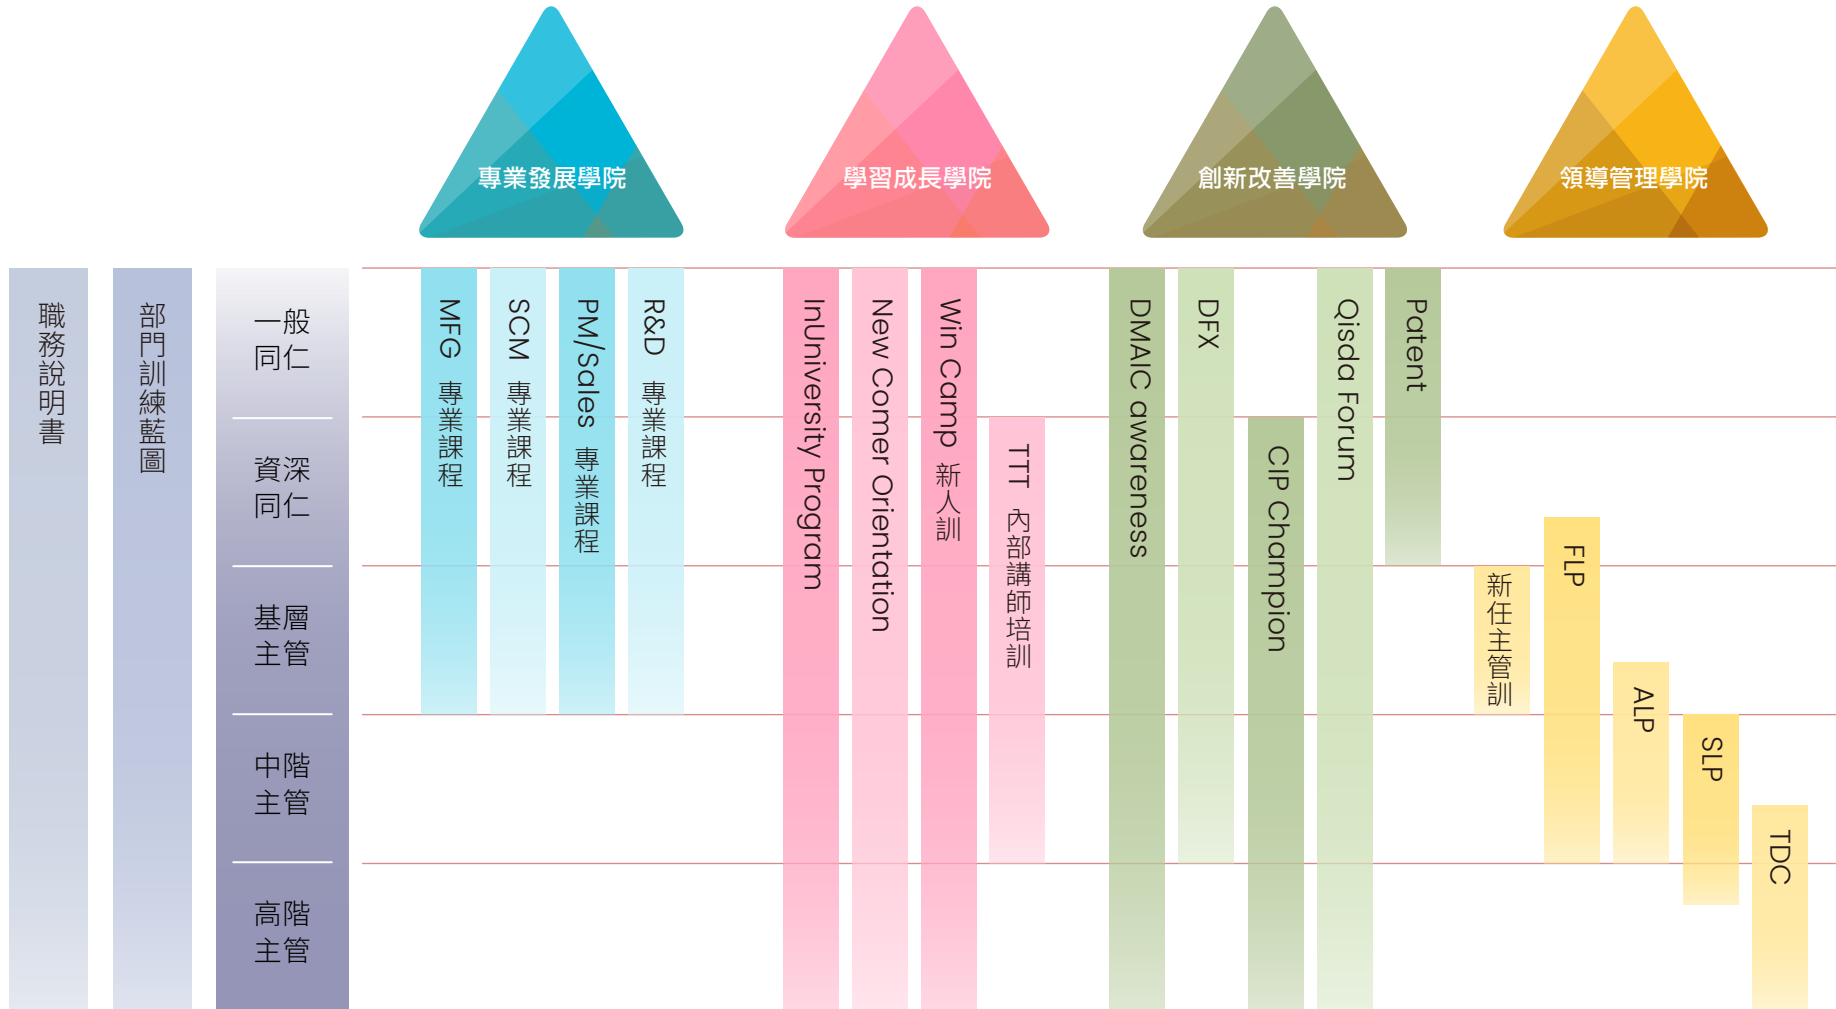 專業發展學院
學習成長學院
創新改善學院
領導管理學院
職務說明書
部門訓練藍圖
一般
同仁
資深
同仁
基層
主管
中階
主管
高階
主管
MFG 專業課程
SCM 專業課程
PM/Sales 專業課程
R&D 專業課程
InUniversity Program
New Comer Orientation
Win Camp 新人訓
TTT 內部講師培訓
DMAIC awareness
DFX
CIP Champion
Qisda Forum
Patent
新任主管訓
FLP
ALP
SLP
TDC